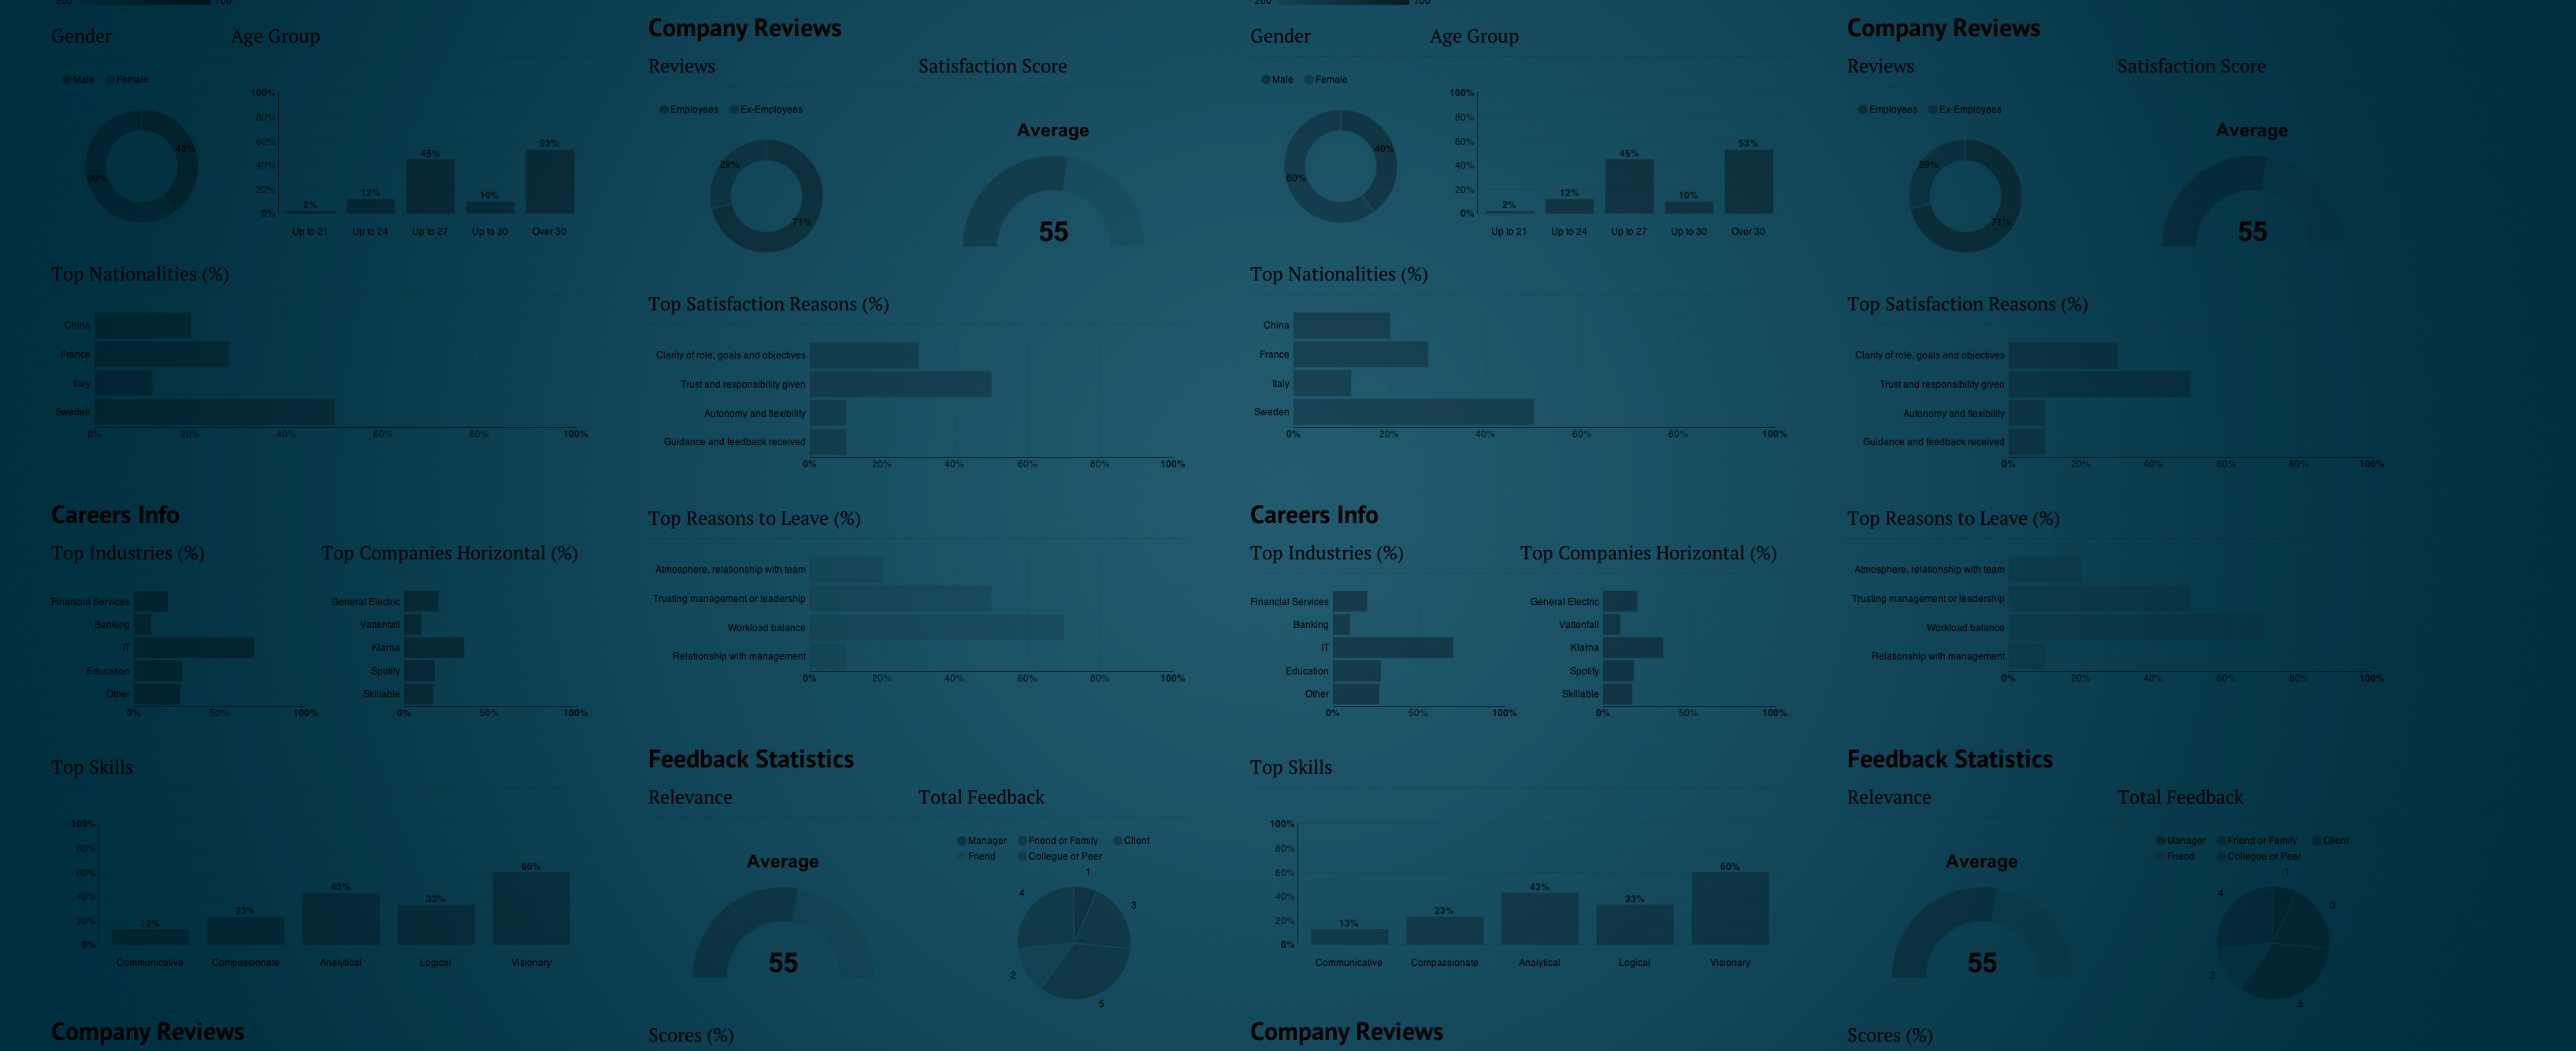 200 700
Gender Age Group
Male Female
100%
80%
60%
40%
20%
0%
40%
60%
2%
12%
45%
10%
53%
Up to 21 Up to 24 Up to 27 Up to 30 Over 30
Top Nationalities (%)
China
France
Italy
Sweden
0% 20% 40% 60% 80% 100%
Careers Info
Top Industries (%) Top Companies Horizontal (%)
Financial Services
Banking
IT
Education
Other
0% 50% 100%
General Electric
Vattenfall
Klarna
Spotify
Skillable
0% 50% 100%
Top Skills
100%
80%
60%
40%
20%
0%
13%
23%
43%
33%
60%
Communicative Compassionate Analytical Logical Visionary
Company Reviews
Company Reviews
Reviews Satisfaction Score
Employees Ex-Employees
29%
71%
Average
55
Top Satisfaction Reasons (%)
Clarity of role, goals and objectives
Trust and responsibility given
Autonomy and flexibility
Guidance and feedback received
0% 20% 40% 60% 80% 100%
Top Reasons to Leave (%)
Atmosphere, relationship with team
Trusting management or leadership
Workload balance
Relationship with management
0% 20% 40% 60% 80% 100%
Feedback Statistics
Relevance Total Feedback
Average
55
Manager Friend or Family Client
Friend Collegue or Peer
1
3
5
2
4
Scores (%)
200 700
Gender Age Group
Male Female
100%
80%
60%
40%
20%
0%
40%
60%
2%
12%
45%
10%
53%
Up to 21 Up to 24 Up to 27 Up to 30 Over 30
Top Nationalities (%)
China
France
Italy
Sweden
0% 20% 40% 60% 80% 100%
Careers Info
Top Industries (%) Top Companies Horizontal (%)
Financial Services
Banking
IT
Education
Other
0% 50% 100%
General Electric
Vattenfall
Klarna
Spotify
Skillable
0% 50% 100%
Top Skills
100%
80%
60%
40%
20%
0%
13%
23%
43%
33%
60%
Communicative Compassionate Analytical Logical Visionary
Company Reviews
Company Reviews
Reviews Satisfaction Score
Employees Ex-Employees
29%
71%
Average
55
Top Satisfaction Reasons (%)
Clarity of role, goals and objectives
Trust and responsibility given
Autonomy and flexibility
Guidance and feedback received
0% 20% 40% 60% 80% 100%
Top Reasons to Leave (%)
Atmosphere, relationship with team
Trusting management or leadership
Workload balance
Relationship with management
0% 20% 40% 60% 80% 100%
Feedback Statistics
Relevance Total Feedback
Average
55
Manager Friend or Family Client
Friend Collegue or Peer
1
3
5
2
4
Scores (%)